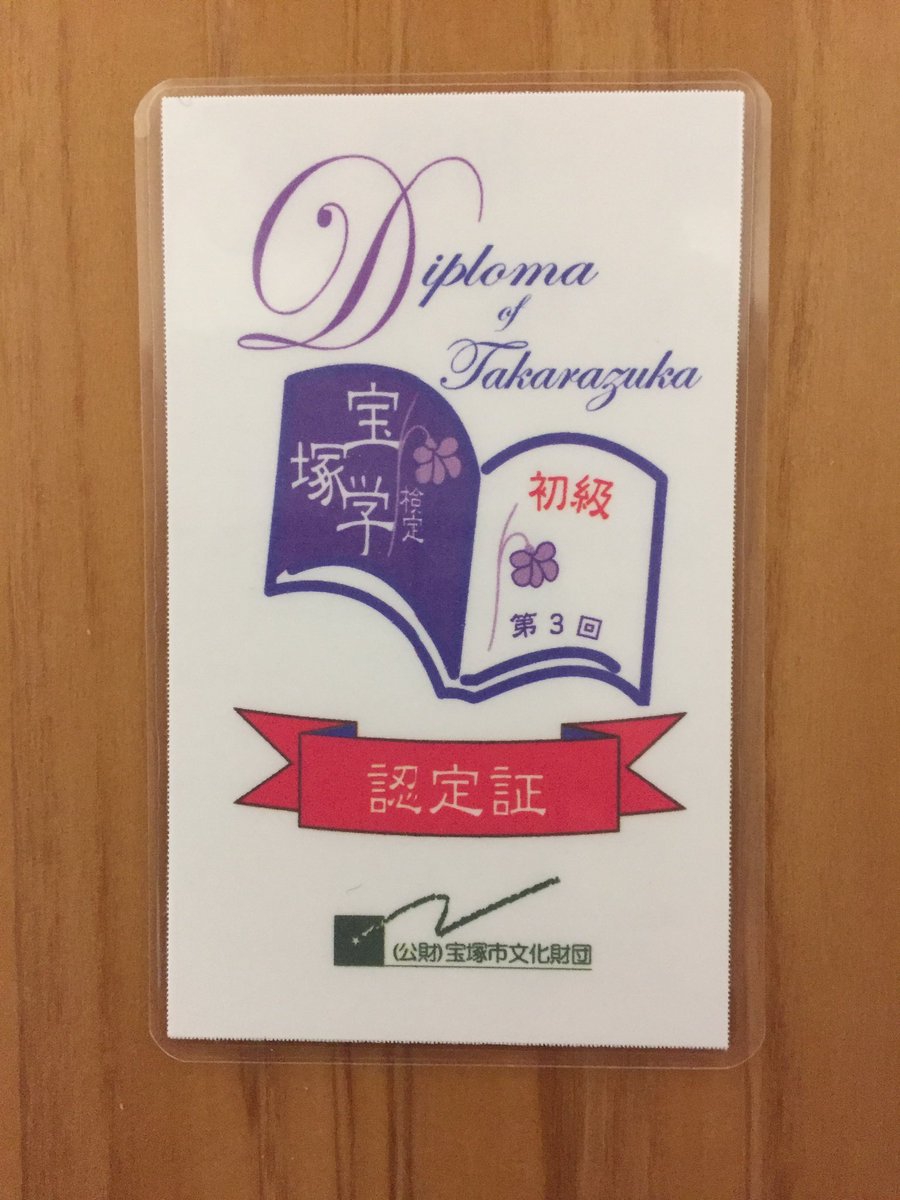 Diploma
of
Takarazuka
宝塚学
検定
初級
第3回
認定証
(公財)宝塚市文化財団